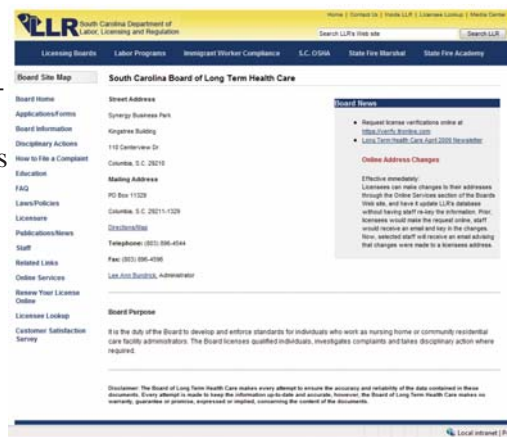 Home | Contact Us | Inside LLR | Licensee Lookup | Media Center
LLR South Carolina Department of
Labor, Licensing and Regulation
Search LLR's Web site
Search LLR
Licensing Boards Labor Programs Immigrant Worker Compliance S.C. OSHA State Fire Marshal State Fire Academy
Board Site Map
Board Home
Applications/Forms
Board Information
Disciplinary Actions
How to File a Complaint
Education
FAQ
Laws/Policies
Licensure
Publications/News
Staff
Related Links
Online Services
Renew Your License
Online
Licensee Lookup
Customer Satisfaction
Survey
South Carolina Board of Long Term Health Care
Street Address
Synergy Business Park
Kingstree Building
110 Centerview Dr
Columbia, S.C. 29210
Mailing Address
PO Box 11329
Columbia, S.C. 29211-1329
Directions/Map
Telephone: (803) 896-4544
Fax: (803) 896-4596
Lee Ann Bundrick, Administrator
Board News
Request license verifications online at
https://verify.llronline.com
Long Term Health Care April 2009 Newsletter
Online Address
Changes
Effective immediately:
Licensees can make changes to their addresses
through the Online Services section of the Boards
Web site, and have it update LLR's database
without having staff re-key the information. Prior,
licensees would make the request online, staff
would receive an email and key in the changes.
Now, selected staff will receive an email advising
that changes were made to a licensees address.
Board Purpose
It is the duty of the Board to develop and enforce standards for individuals who work as nursing home or community residential
care facility administrators. The Board licenses qualified individuals, investigates complaints and takes disciplinary action where
required.
Disclaimer: The Board of Long Term Health Care makes every attempt to ensure the accuracy and reliability of the data contained in these
documents. Every attempt is made to keep the information up-to-date and accurate, however, the Board of Long Term Health Care makes no
warranty, guarantee or promise, expressed or implied, concerning the content of the documents.
Local intranet | P